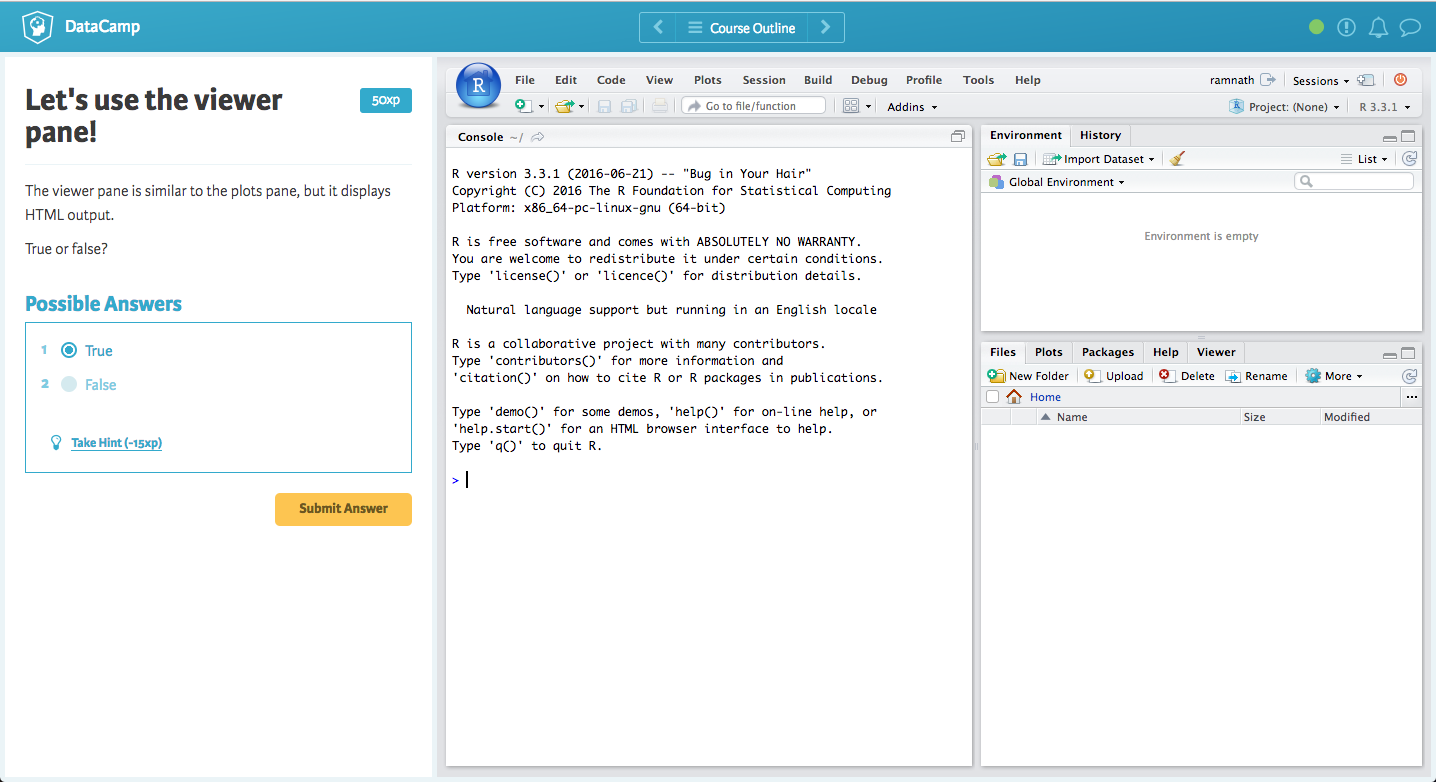 DataCamp
Course Outline
Let's use the viewer
pane!
50xp
The viewer pane is similar to the plots pane, but it displays
HTML output.
True or false?
Possible Answers
1 True
2 False
Take Hint (-15xp)
Submit Answer
R
File Edit Code View Plots Session Build Debug Profile Tools Help
ramnath Sessions
Go to file/function Addins
Project: (None) R 3.3.1
Console ~/
R version 3.3.1 (2016-06-21) -- "Bug in Your Hair"
Copyright (C) 2016 The R Foundation for Statistical Computing
Platform: x86_64-pc-linux-gnu (64-bit)
R is free software and comes with ABSOLUTELY NO WARRANTY.
You are welcome to redistribute it under certain conditions.
Type 'license()' or 'licence()' for distribution details.
Natural language support but running in an English locale
R is a collaborative project with many contributors.
Type 'contributors()' for more information and
'citation()' on how to cite R or R packages in publications.
Type 'demo()' for some demos, 'help()' for on-line help, or
'help.start()' for an HTML browser interface to help.
Type 'q()' to quit R.
>
Environment History
Import Dataset List
Global Environment
Environment is empty
Files Plots Packages Help Viewer
New Folder Upload Delete Rename More
Home ...
Name Size Modified